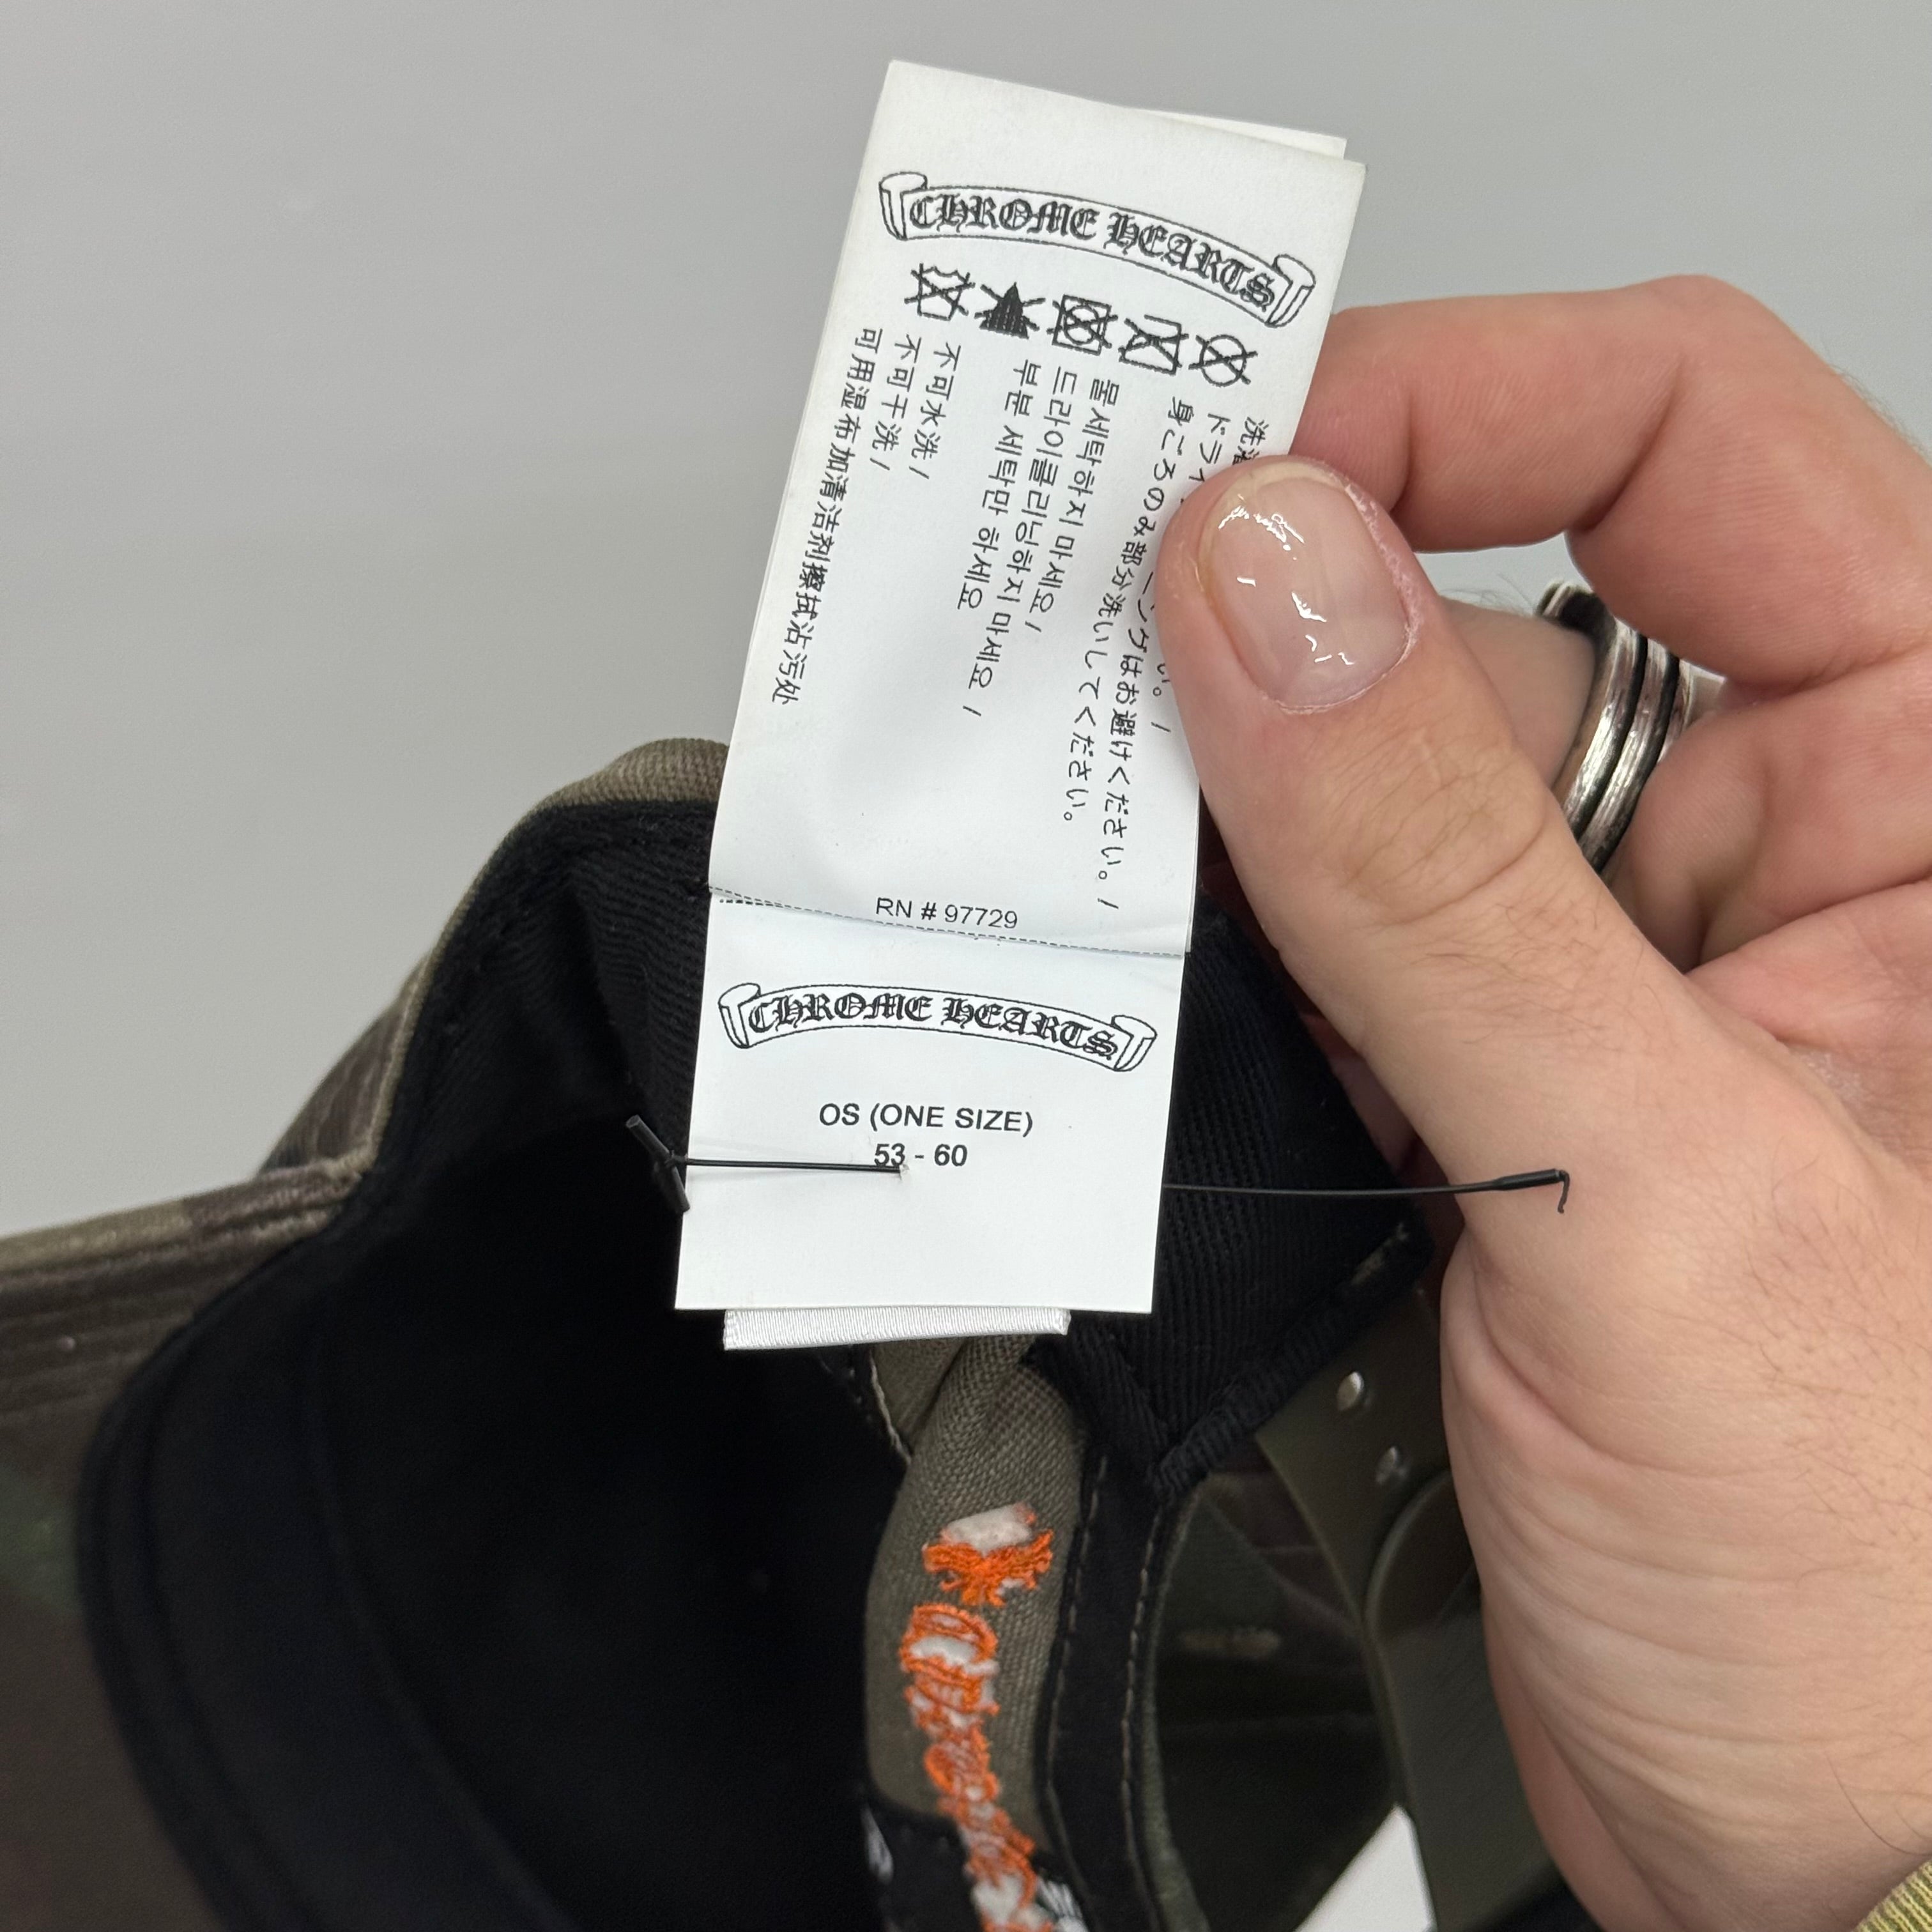 CHROME HEARTS
洗濯
ドライ ーニングはお避けください。 /
身ごろのみ部分洗いしてください。
물세탁하지 마세요 /
드라이클리닝하지 마세요 /
부분 세탁만 하세요
不可水洗 /
不可干洗 /
可用湿布加清洁剂擦拭沾污处
RN # 97729
CHROME HEARTS
OS (ONE SIZE)
53 - 60